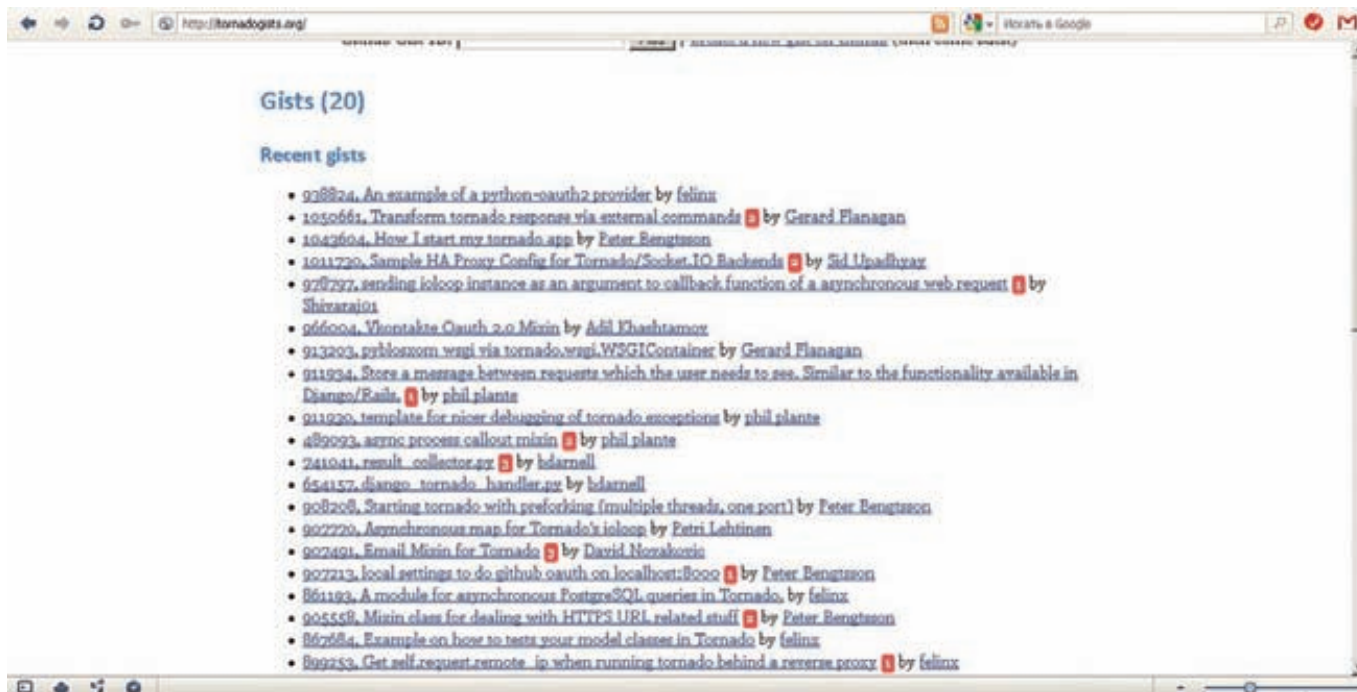 http://tornadogists.org/
Искать в Google
Gists (20)
Recent gists
938824, An example of a python-oauth2 provider by felinx
1050661, Transform tornado response via external commands by Gerard Flanagan
1043604, How I start my tornado app by Peter Bengtsson
1011730, Sample HA Proxy Config for Tornado/Socket.IO Backends by Sid Upadhyay
978797, sending ioloop instance as an argument to callback function of a asynchronous web request 1 by
Shivaraj01
966004, Vkontakte Oauth 2.0 Mixin by Adil Khashtamov
913203, pyblosxom wsgi via tornado.wsgi.WSGIContainer by Gerard Flanagan
911934, Store a message between requests which the user needs to see. Similar to the functionality available in
Django/Rails. 1 by phil plante
911930, template for nicer debugging of tornado exceptions by phil plante
489093, async process callout mixin by phil plante
741041, result_collector.py by bdarnell
654157, django_tornado_handler.py by bdarnell
908208, Starting tornado with preforking (multiple threads, one port) by Peter Bengtsson
907770, Asynchronous map for Tornado's ioloop by Petri Lehtinen
907491, Email Mixin for Tornado by David Novakovic
907213, local settings to do github oauth on localhost:8000 1 by Peter Bengtsson
861193, A module for asynchronous PostgreSQL queries in Tornado. by felinx
905558, Mixin class for dealing with HTTPS URL related stuff by Peter Bengtsson
867684, Example on how to tests your model classes in Tornado by felinx
899253, Get self.request.remote_ip when running tornado behind a reverse proxy 1 by felinx